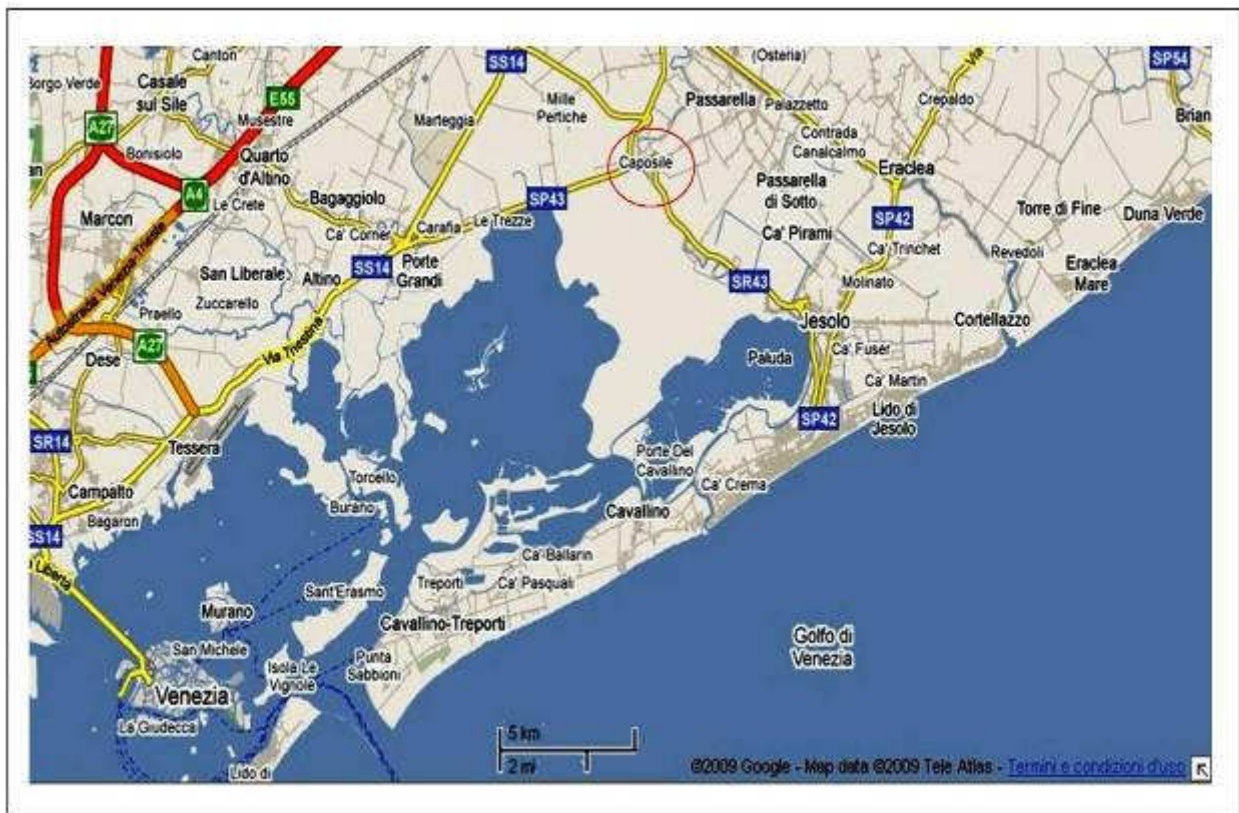 Canton
SS14
(Osteria)
Via
SP54
Borgo Verde
Casale
sul Sile
E55
Mille
Pertiche
Passarella
Palazzetto
Crepaldo
Brian
A27
Musestre
Marteggia
Contrada
Canalcalmo
Bonisiolo
Quarto
d'Altino
Caposile
Eraclea
A4
Le Crete
Bagaggiolo
SP43
Passarella
di Sotto
SP42
Torre di Fine
Duna Verde
Marcon
Ca' Corner
Carafia
Le Trezze
Ca' Pirami
Ca' Trinchet
Revedoli
Autostrada Venezia-Trieste
San Liberale
Altino
SS14
Porte
Grandi
SR43
Molinato
Eraclea
Mare
Zuccarello
Praello
Jesolo
Cortellazzo
Dese
A27
Via Triestina
Paluda
Ca' Fuser
Ca' Martin
SR14
Tessera
SP42
Lido di
Jesolo
Campalto
Torcello
Porte Del
Cavallino
Ca' Crema
Bagaron
Burano
Cavallino
SS14
Liberta
Ca' Ballarin
Treporti
Ca' Pasquali
Sant'Erasmo
Murano
Cavallino-Treporti
San Michele
Golfo di
Venezia
Isola Le
Vignole
Punta
Sabbioni
Venezia
La Giudecca
Lido di
5 km
2 mi
©2009 Google - Map data ©2009 Tele Atlas - Termini e condizioni d'uso